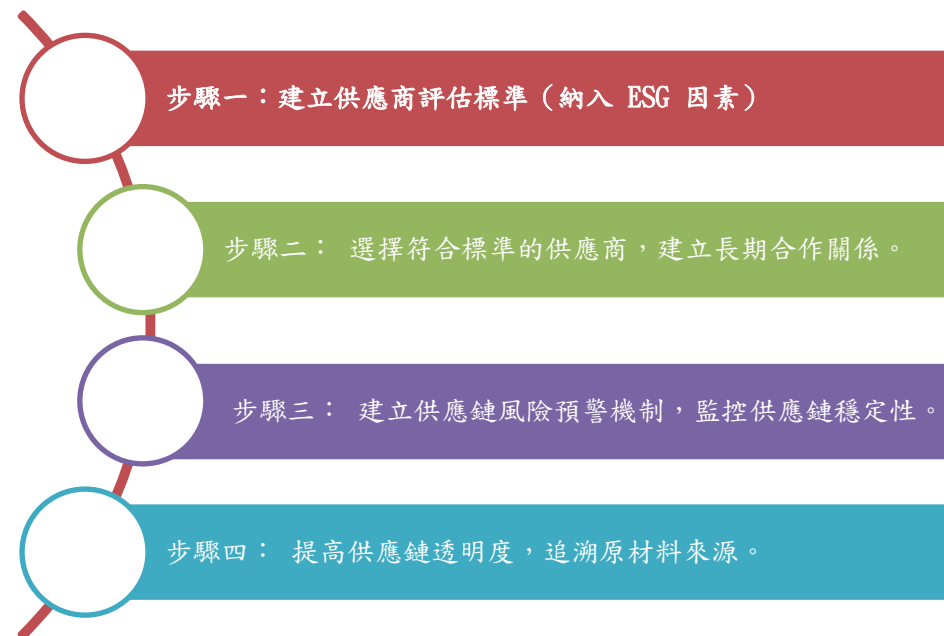 步驟一：建立供應商評估標準（納入 ESG 因素）
步驟二： 選擇符合標準的供應商，建立長期合作關係。
步驟三： 建立供應鏈風險預警機制，監控供應鏈穩定性。
步驟四： 提高供應鏈透明度，追溯原材料來源。